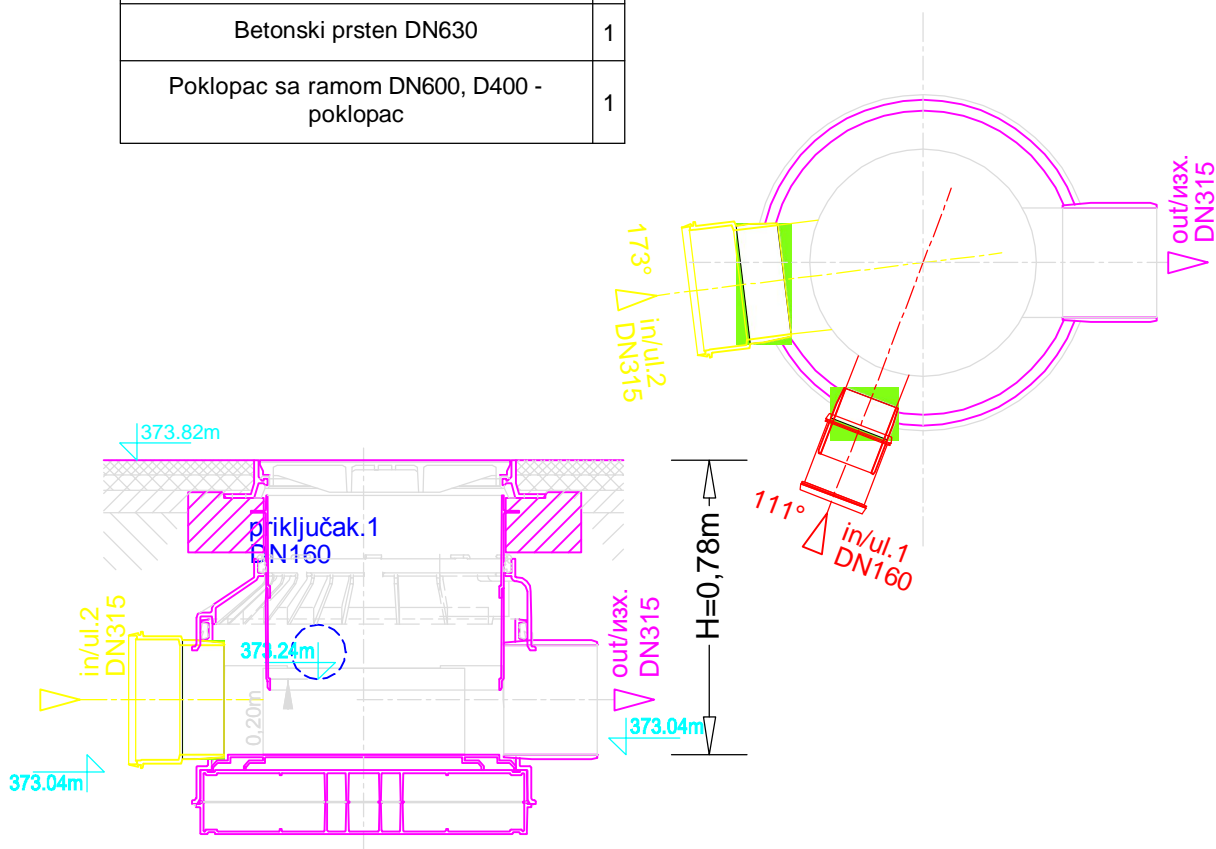 Betonski prsten DN630
1
Poklopac sa ramom DN600, D400 -
poklopac
1
out/изх.
DN315
173°
in/ul.2
DN315
111°
in/ul.1
DN160
373.82m
priključak.1
DN160
in/ul.2
DN315
373.24m
0,20m
out/изх.
DN315
H=0,78m
373.04m
373.04m